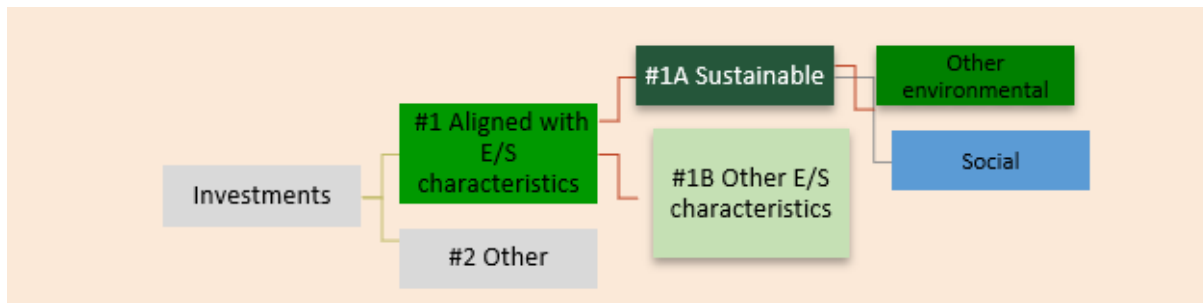 Investments
#1 Aligned with
E/S
characteristics
#2 Other
#1A Sustainable
#1B Other E/S
characteristics
Other
environmental
Social